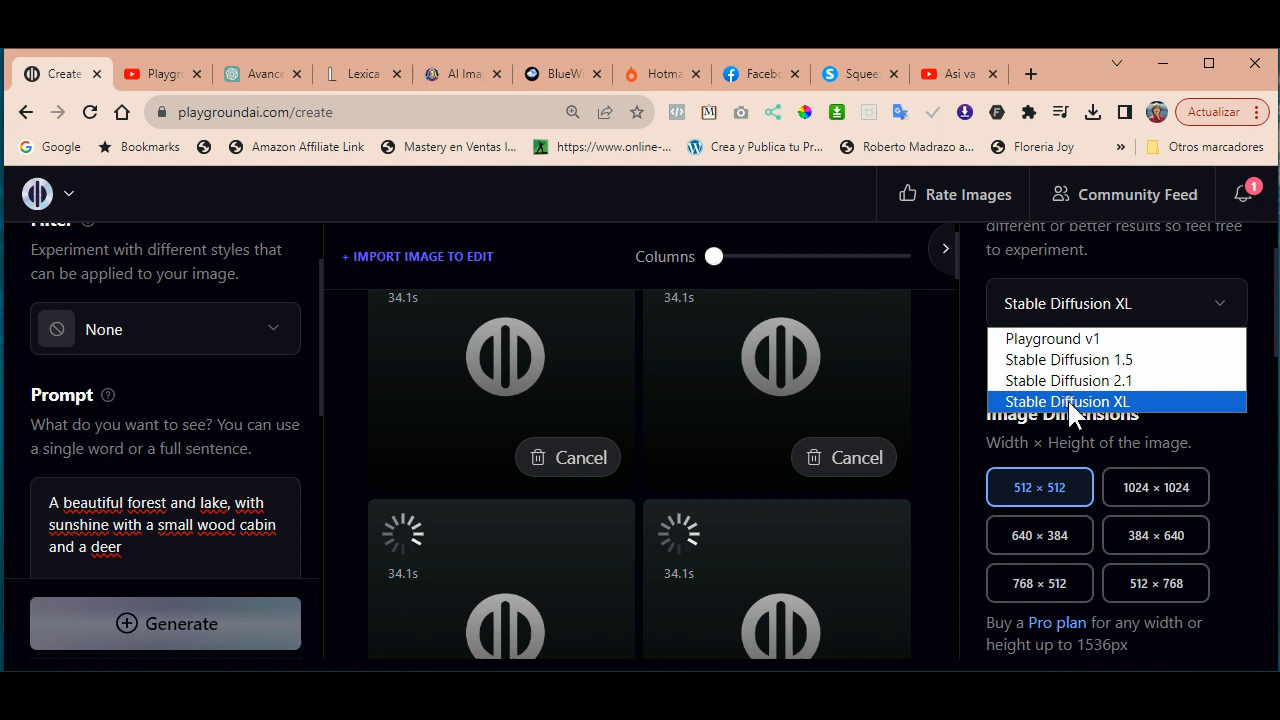 Create
Playgr
Avance
Lexica
AI Ima
BlueWi
Hotma
Faceb
Squee
Asi va
playgroundai.com/create
Actualizar
Google
Bookmarks
Amazon Affiliate Link
Mastery en Ventas I...
https://www.online-...
Crea y Publica tu Pr...
Roberto Madrazo a...
Floreria Joy
»
Otros marcadores
Rate Images
Community Feed
1
Filter
Experiment with different styles that
can be applied to your image.
None
Prompt
What do you want to see? You can use
a single word or a full sentence.
A beautiful forest and lake, with
sunshine with a small wood cabin
and a deer
Generate
+ IMPORT IMAGE TO EDIT
Columns
34.1s
34.1s
Cancel
Cancel
34.1s
34.1s
different or better results so feel free
to experiment.
Stable Diffusion XL
Playground v1
Stable Diffusion 1.5
Stable Diffusion 2.1
Stable Diffusion XL
Image Dimensions
Width × Height of the image.
512 × 512
1024 × 1024
640 × 384
384 × 640
768 × 512
512 × 768
Buy a Pro plan for any width or
height up to 1536px